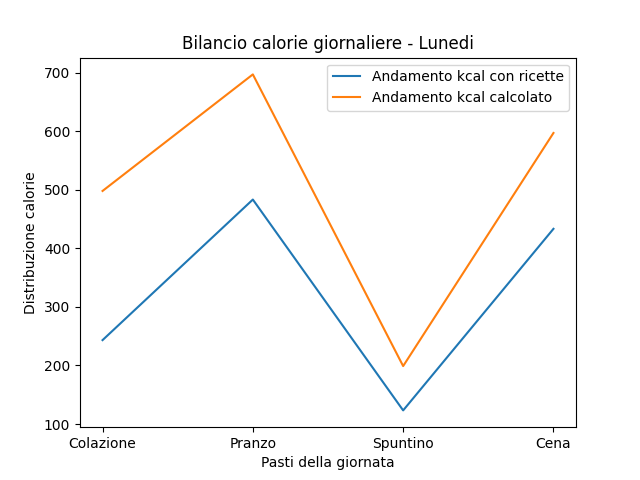 Bilancio calorie giornaliere - Lunedi
Andamento kcal con ricette
Andamento kcal calcolato
Distribuzione calorie
700
600
500
400
300
200
100
Colazione Pranzo Spuntino Cena
Pasti della giornata